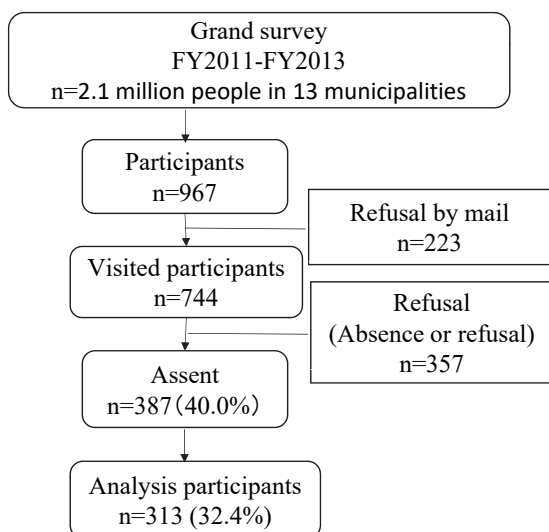 Grand survey
FY2011-FY2013
n=2.1 million people in 13 municipalities
Participants
n=967
Refusal by mail
n=223
Visited participants
n=744
Refusal
(Absence or refusal)
n=357
Assent
n=387(40.0%)
Analysis participants
n=313 (32.4%)